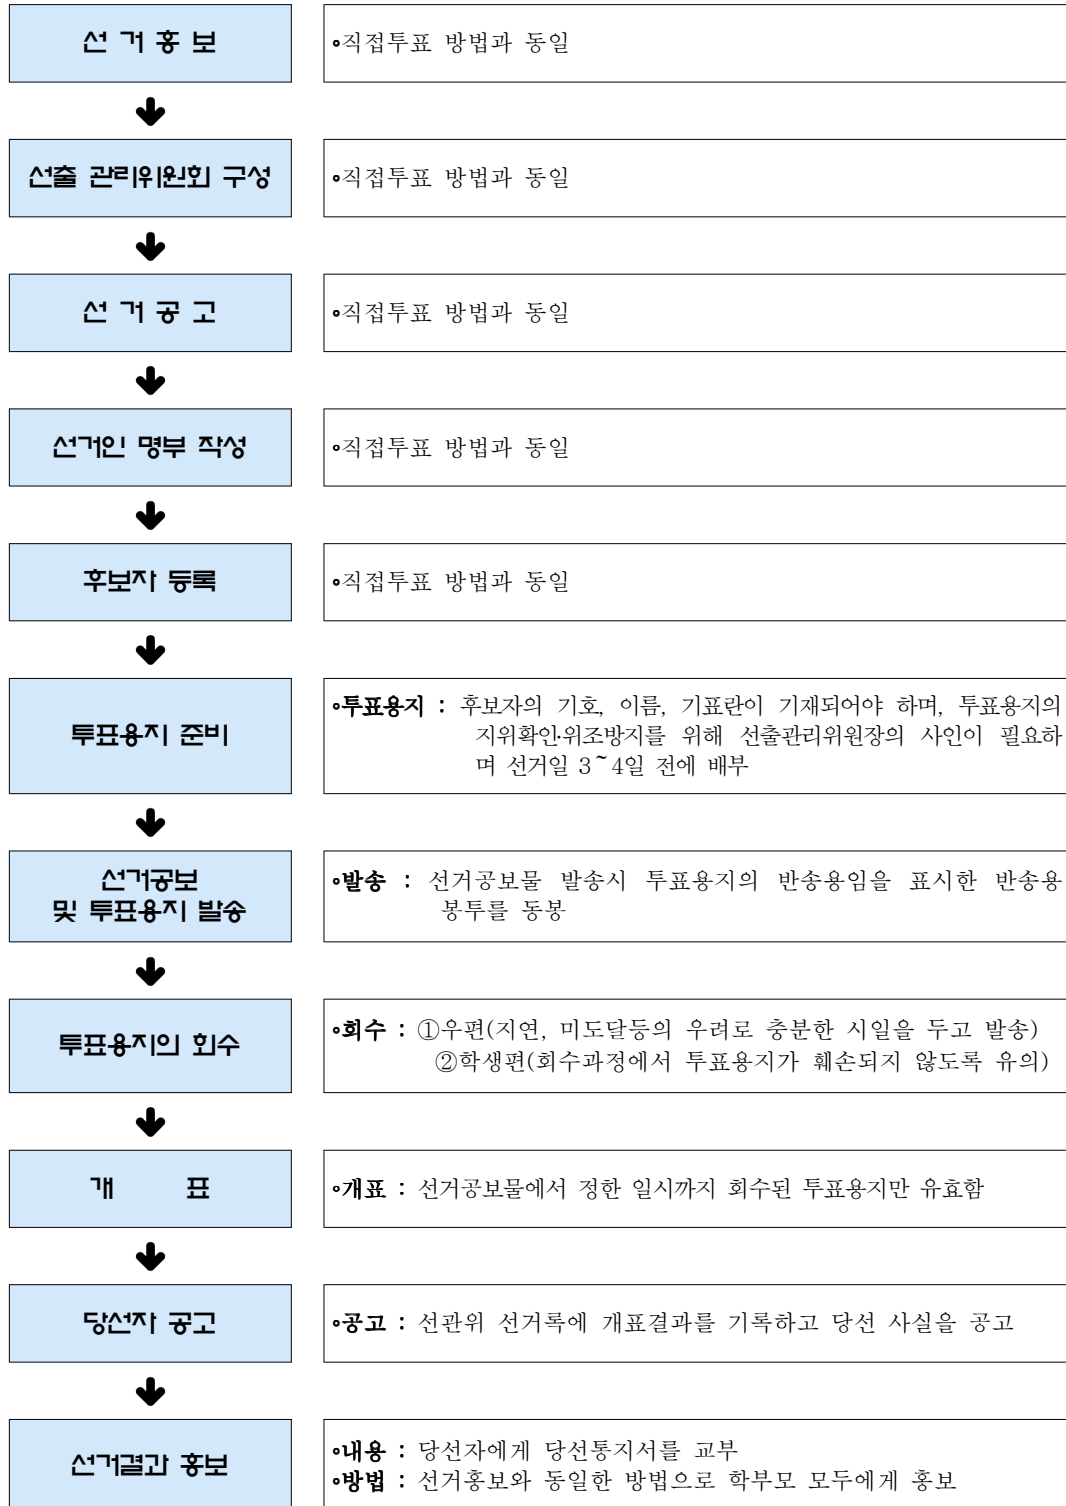 선 거 홍 보
∘직접투표 방법과 동일
선출 관리위원회 구성
∘직접투표 방법과 동일
선 거 공 고
∘직접투표 방법과 동일
선거인 명부 작성
∘직접투표 방법과 동일
후보자 등록
∘직접투표 방법과 동일
투표용지 준비
∘투표용지 : 후보자의 기호, 이름, 기표란이 기재되어야 하며, 투표용지의
지위확인·위조방지를 위해 선출관리위원장의 사인이 필요하
며 선거일 3~4일 전에 배부
선거공보
및 투표용지 발송
∘발송 : 선거공보물 발송시 투표용지의 반송용임을 표시한 반송용
봉투를 동봉
투표용지의 회수
∘회수 : ①우편(지연, 미도달등의 우려로 충분한 시일을 두고 발송)
②학생편(회수과정에서 투표용지가 훼손되지 않도록 유의)
개 표
∘개표 : 선거공보물에서 정한 일시까지 회수된 투표용지만 유효함
당선자 공고
∘공고 : 선관위 선거록에 개표결과를 기록하고 당선 사실을 공고
선거결과 홍보
∘내용 : 당선자에게 당선통지서를 교부
∘방법 : 선거홍보와 동일한 방법으로 학부모 모두에게 홍보